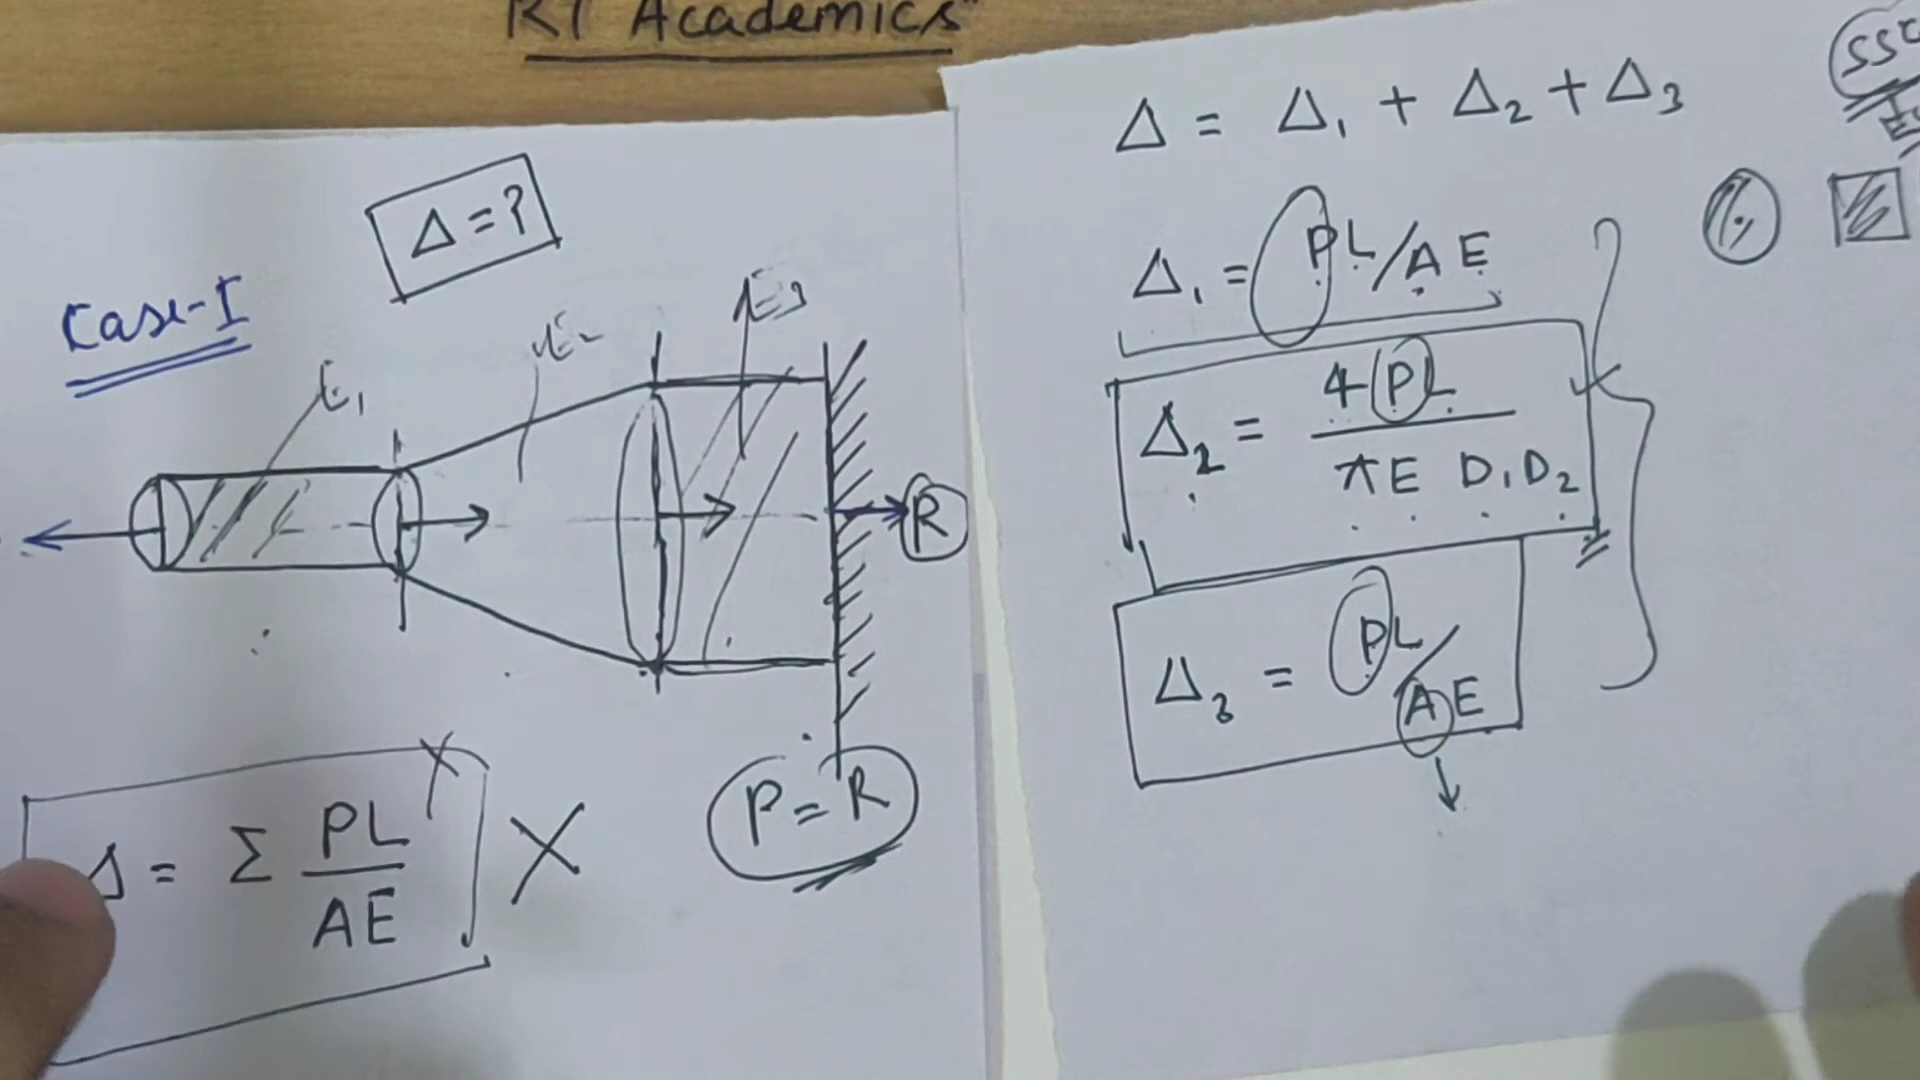 RT Academics
Δ = ?
Case-I
E₁
E₂
E₃
R
P = R
Δ = Σ PL/AE X
Δ = Δ₁ + Δ₂ + Δ₃
Δ₁ = PL/AE
Δ₂ = 4PL / πE D₁D₂
Δ₃ = PL/AE